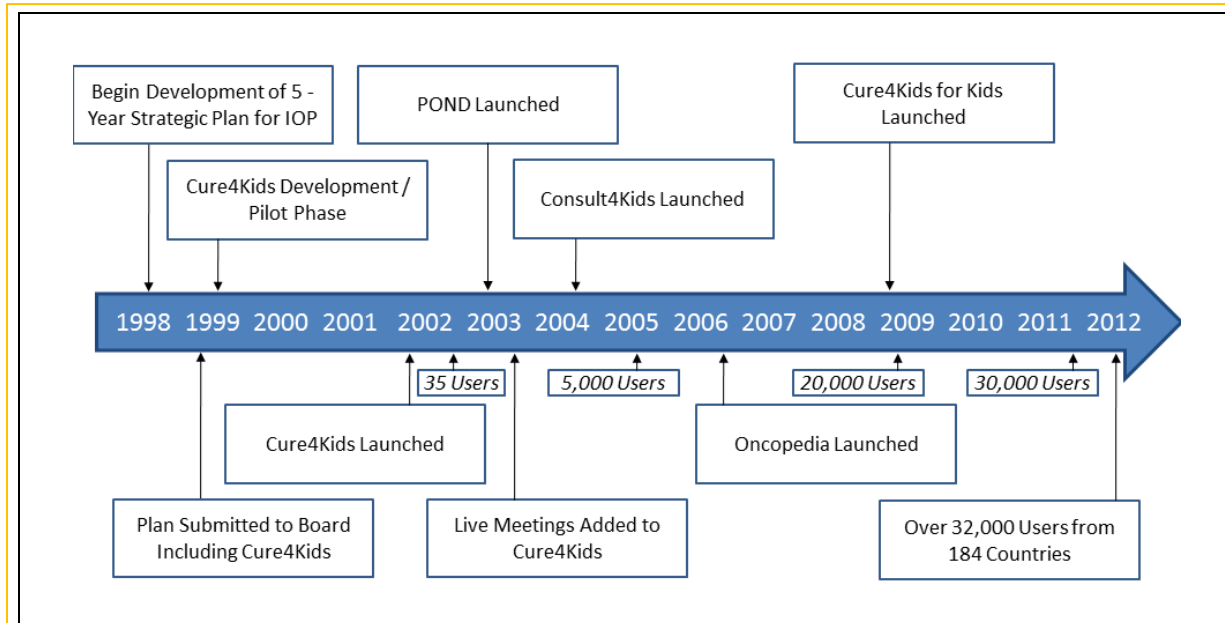 Begin Development of 5 -
Year Strategic Plan for IOP
POND Launched
Cure4Kids for Kids
Launched
Cure4Kids Development /
Pilot Phase
Consult4Kids Launched
1998 1999 2000 2001 2002 2003 2004 2005 2006 2007 2008 2009 2010 2011 2012
35 Users
5,000 Users
20,000 Users
30,000 Users
Cure4Kids Launched
Oncopedia Launched
Plan Submitted to Board
Including Cure4Kids
Live Meetings Added to
Cure4Kids
Over 32,000 Users from
184 Countries